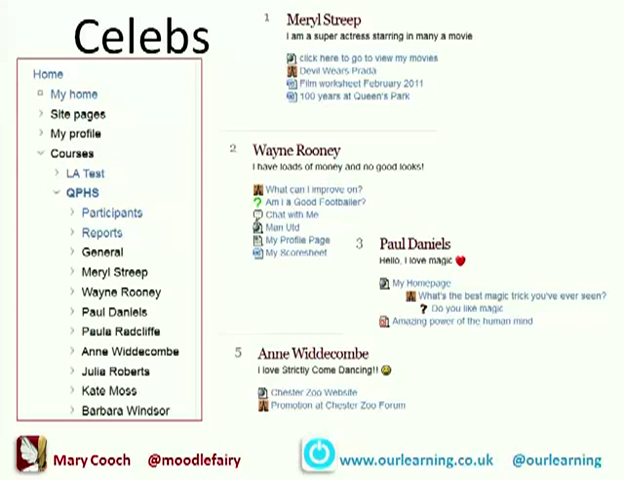 Celebs
Home
My home
Site pages
My profile
Courses
LA Test
QPHS
Participants
Reports
General
Meryl Streep
Wayne Rooney
Paul Daniels
Paula Radcliffe
Anne Widdecombe
Julia Roberts
Kate Moss
Barbara Windsor
1 Meryl Streep
I am a super actress starring in many a movie
click here to go to view my movies
Devil Wears Prada
Film worksheet February 2011
100 years at Queen's Park
2 Wayne Rooney
I have loads of money and no good looks!
What can I improve on?
Am I a Good Footballer?
Chat with Me
Man Utd
My Profile Page
My Scoresheet
3 Paul Daniels
Hello, I love magic
My Homepage
What's the best magic trick you've ever seen?
Do you like magic
Amazing power of the human mind
5 Anne Widdecombe
I love Strictly Come Dancing!!
Chester Zoo Website
Promotion at Chester Zoo Forum
Mary Cooch @moodlefairy
www.ourlearning.co.uk @ourlearning